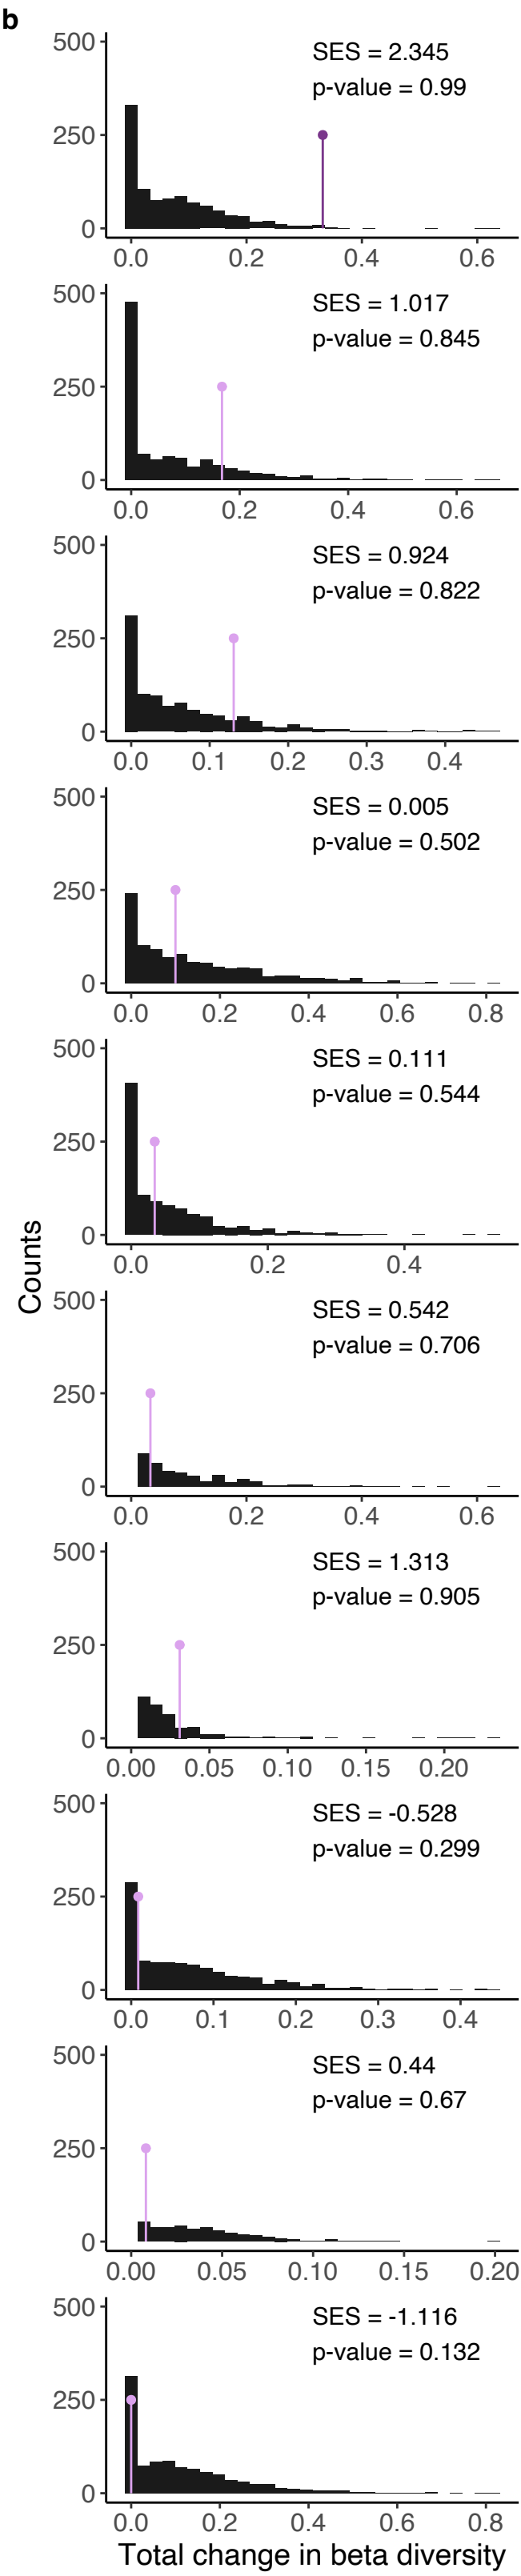 b
500
SES = 2.345
p-value = 0.99
250
0
0.0 0.2 0.4 0.6
500
SES = 1.017
p-value = 0.845
250
0
0.0 0.2 0.4 0.6
500
SES = 0.924
p-value = 0.822
250
0
0.0 0.1 0.2 0.3 0.4
500
SES = 0.005
p-value = 0.502
250
0
0.0 0.2 0.4 0.6 0.8
500
SES = 0.111
p-value = 0.544
250
0
0.0 0.2 0.4
Counts
500
SES = 0.542
p-value = 0.706
250
0
0.0 0.2 0.4 0.6
500
SES = 1.313
p-value = 0.905
250
0
0.00 0.05 0.10 0.15 0.20
500
SES = -0.528
p-value = 0.299
250
0
0.0 0.1 0.2 0.3 0.4
500
SES = 0.44
p-value = 0.67
250
0
0.00 0.05 0.10 0.15 0.20
500
SES = -1.116
p-value = 0.132
250
0
0.0 0.2 0.4 0.6 0.8
Total change in beta diversity